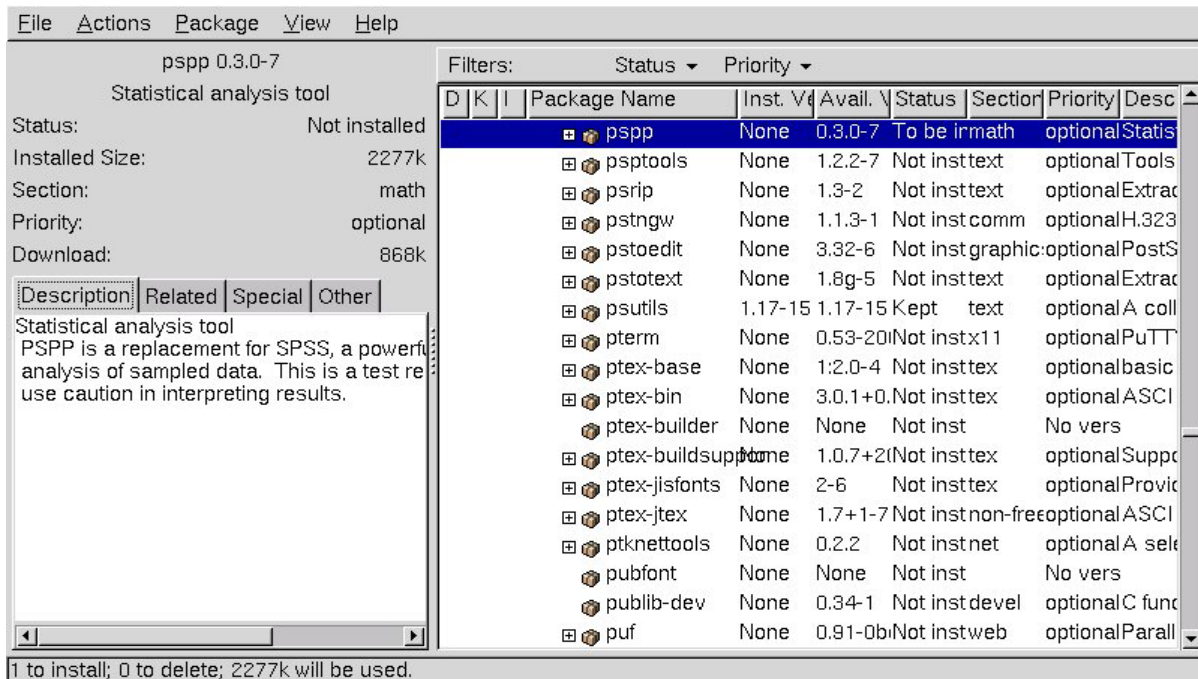 File Actions Package View Help
pspp 0.3.0-7
Statistical analysis tool
Status: Not installed
Installed Size: 2277k
Section: math
Priority: optional
Download: 868k
Description Related Special Other
Statistical analysis tool
PSPP is a replacement for SPSS, a powerfu
analysis of sampled data. This is a test re
use caution in interpreting results.
Filters: Status Priority
D K I Package Name Inst. Ve Avail. V Status Section Priority Desc
pspp None 0.3.0-7 To be in math optional Statis
psptools None 1.2.2-7 Not inst text optional Tools
psrip None 1.3-2 Not inst text optional Extrac
pstngw None 1.1.3-1 Not inst comm optional H.323
pstoedit None 3.32-6 Not inst graphic: optional PostS
pstotext None 1.8g-5 Not inst text optional Extrac
psutils 1.17-15 1.17-15 Kept text optional A coll
pterm None 0.53-20 Not inst x11 optional PuTT
ptex-base None 1:2.0-4 Not inst tex optional basic
ptex-bin None 3.0.1+0. Not inst tex optional ASCI
ptex-builder None None Not inst No vers
ptex-buildsupport None 1.0.7+2 Not inst tex optional Suppo
ptex-jisfonts None 2-6 Not inst tex optional Provid
ptex-jtex None 1.7+1-7 Not inst non-free optional ASCI
ptknettools None 0.2.2 Not inst net optional A sele
pubfont None None Not inst No vers
publib-dev None 0.34-1 Not inst devel optional C func
puf None 0.91-0b Not inst web optional Parall
1 to install; 0 to delete; 2277k will be used.